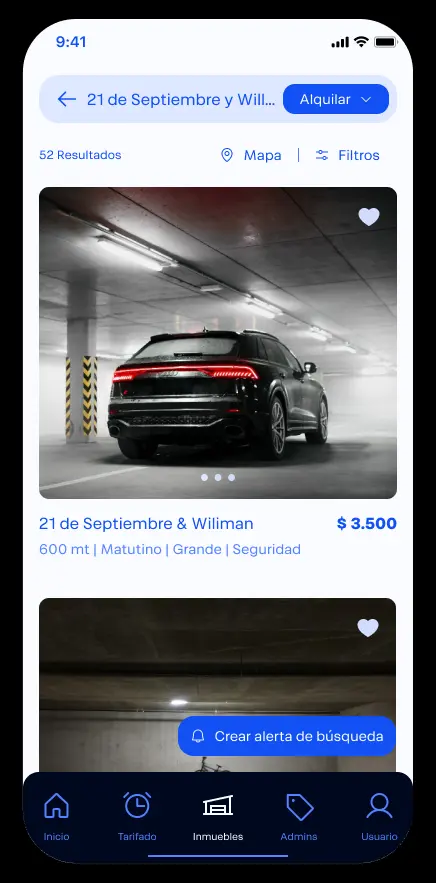 9:41
21 de Septiembre y Will...
Alquilar
52 Resultados
Mapa
Filtros
21 de Septiembre & Wiliman
$ 3.500
600 mt | Matutino | Grande | Seguridad
Crear alerta de búsqueda
Inicio
Tarifado
Inmuebles
Admins
Usuario